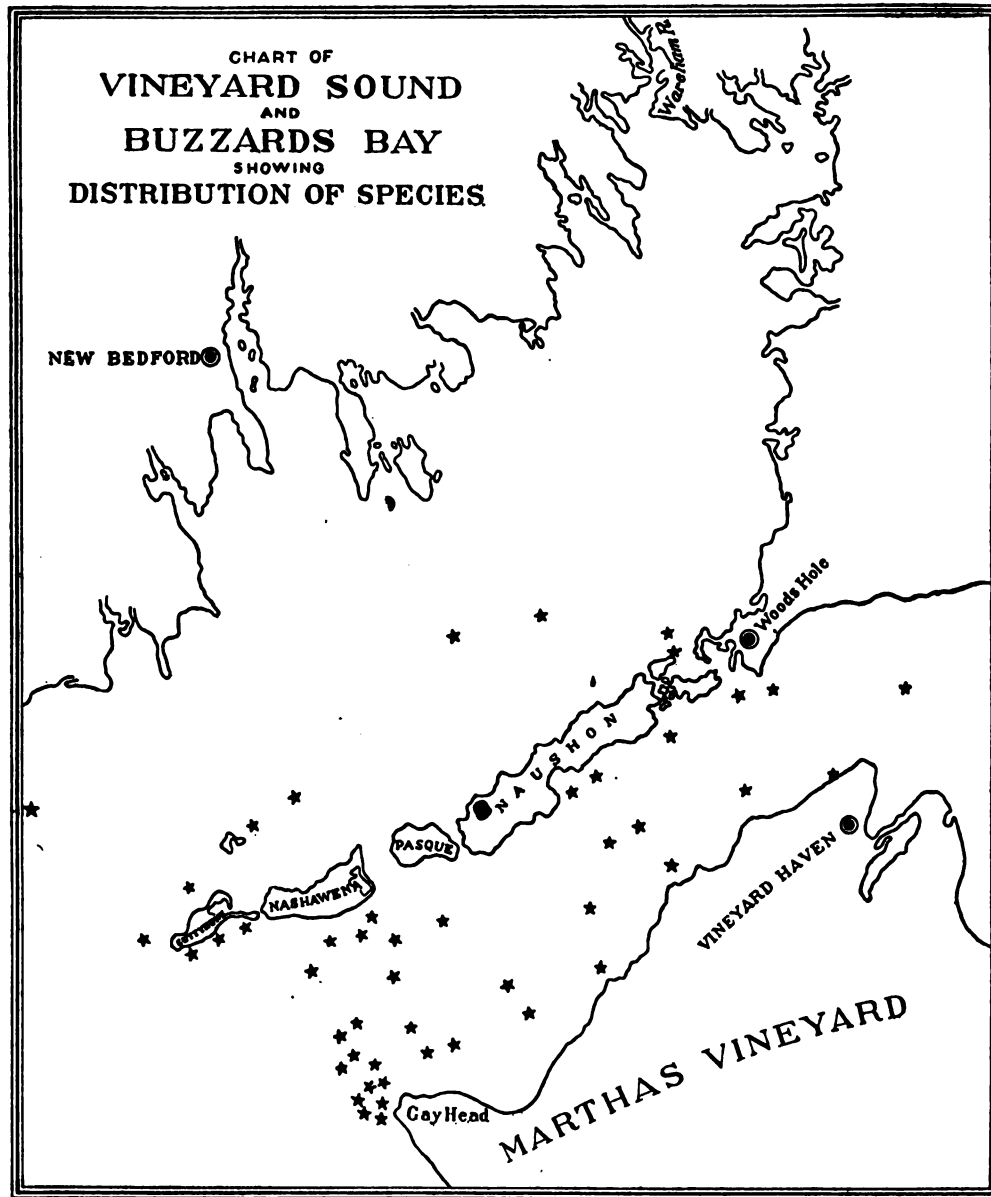 CHART OF
VINEYARD SOUND
AND
BUZZARDS BAY
SHOWING
DISTRIBUTION OF SPECIES.
Wareham R.
NEW BEDFORD
Woods Hole
NAUSHON
PASQUE
NASHAWENA
VINEYARD HAVEN
MARTHAS VINEYARD
Gay Head